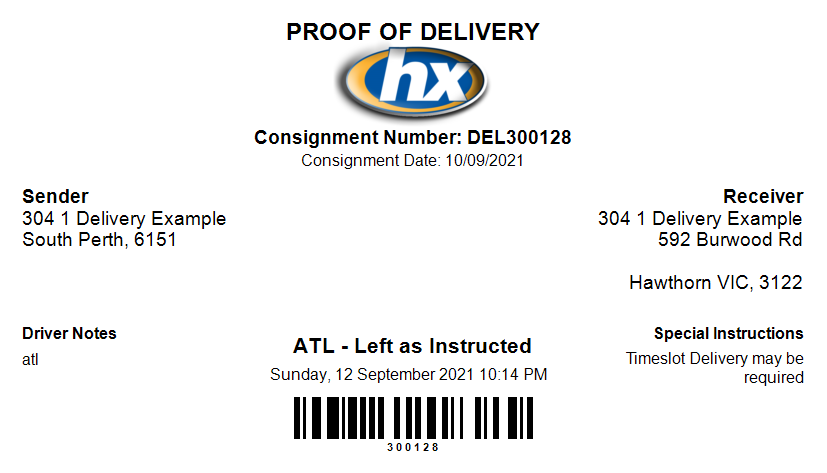 PROOF OF DELIVERY
hx
Consignment Number: DEL300128
Consignment Date: 10/09/2021
Sender
304 1 Delivery Example
South Perth, 6151
Receiver
304 1 Delivery Example
592 Burwood Rd
Hawthorn VIC, 3122
Driver Notes
atl
ATL - Left as Instructed
Sunday, 12 September 2021 10:14 PM
300128
Special Instructions
Timeslot Delivery may be
required